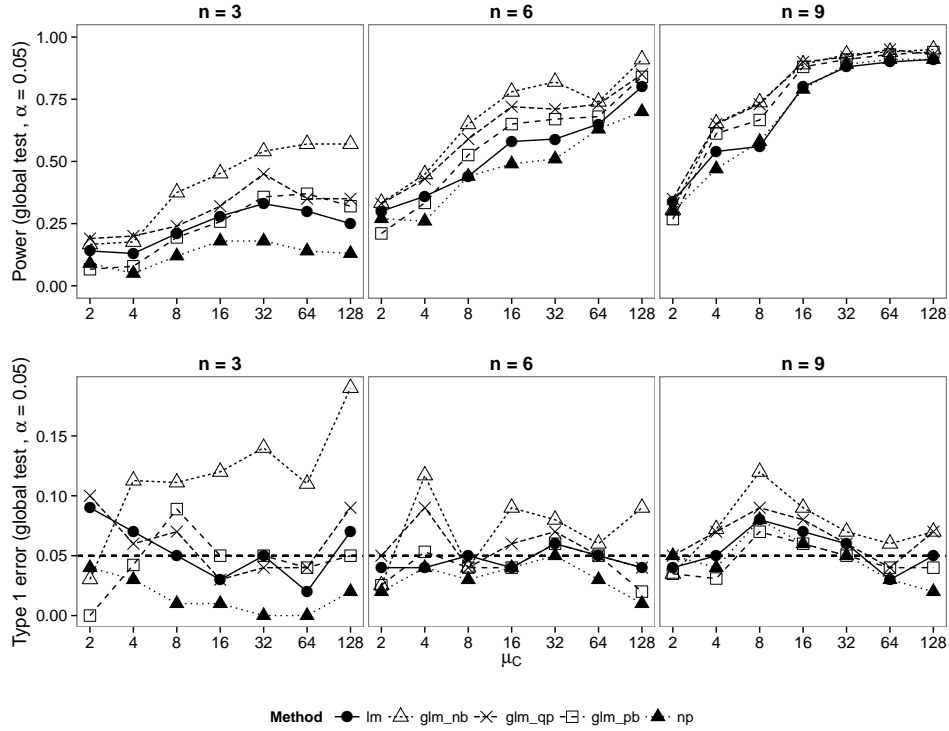 n = 3
n = 6
n = 9
Power (global test , α = 0.05)
1.00
0.75
0.50
0.25
0.00
2 4 8 16 32 64 128
2 4 8 16 32 64 128
2 4 8 16 32 64 128
n = 3
n = 6
n = 9
Type 1 error (global test , α = 0.05)
0.15
0.10
0.05
0.00
2 4 8 16 32 64 128
2 4 8 16 32 64 128
2 4 8 16 32 64 128
μC
Method lm glm_nb glm_qp glm_pb np